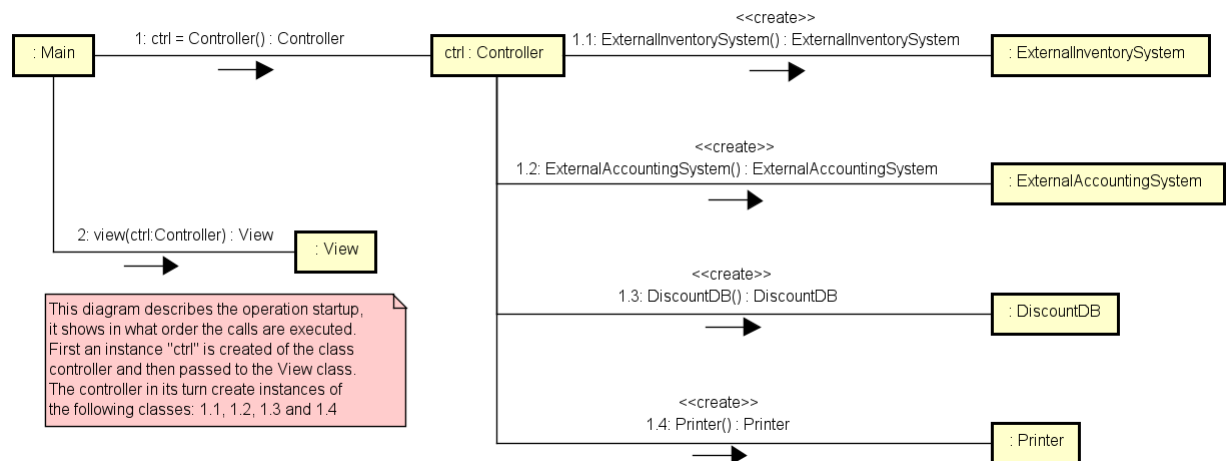 <<create>>
1: ctrl = Controller() : Controller
1.1: ExternalInventorySystem() : ExternalInventorySystem
: Main
ctrl : Controller
: ExternalInventorySystem
<<create>>
1.2: ExternalAccountingSystem() : ExternalAccountingSystem
: ExternalAccountingSystem
2: view(ctrl:Controller) : View
: View
<<create>>
1.3: DiscountDB() : DiscountDB
: DiscountDB
This diagram describes the operation startup,
it shows in what order the calls are executed.
First an instance "ctrl" is created of the class
controller and then passed to the View class.
The controller in its turn create instances of
the following classes: 1.1, 1.2, 1.3 and 1.4
<<create>>
1.4: Printer() : Printer
: Printer